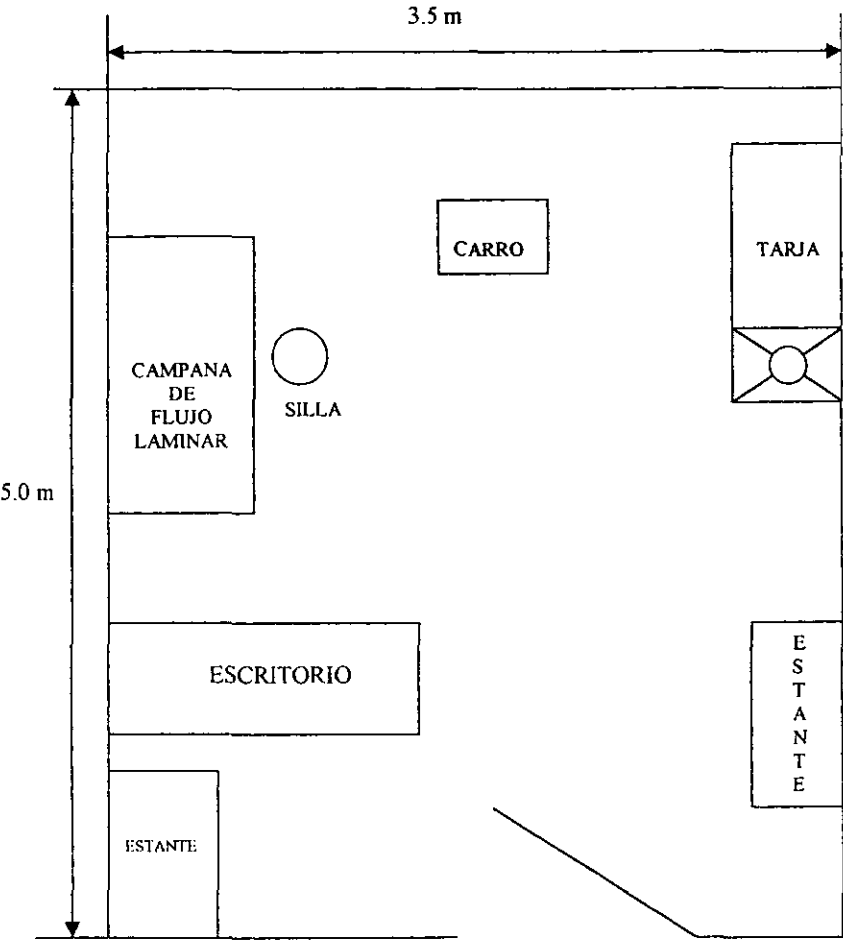 3.5 m
CARRO
TARJA
CAMPANA
DE
FLUJO
LAMINAR
SILLA
5.0 m
ESCRITORIO
E
S
T
A
N
T
E
ESTANTE